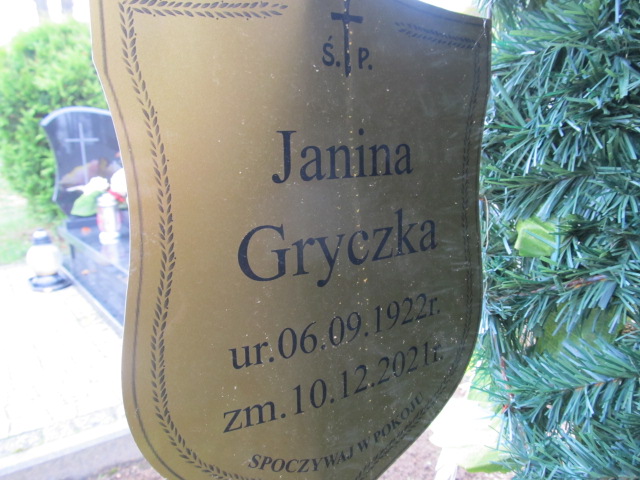 Ś. P.
Janina
Gryczka
ur.06.09.1922r.
zm.10.12.2021r.
SPOCZYWAJ W POKOJU